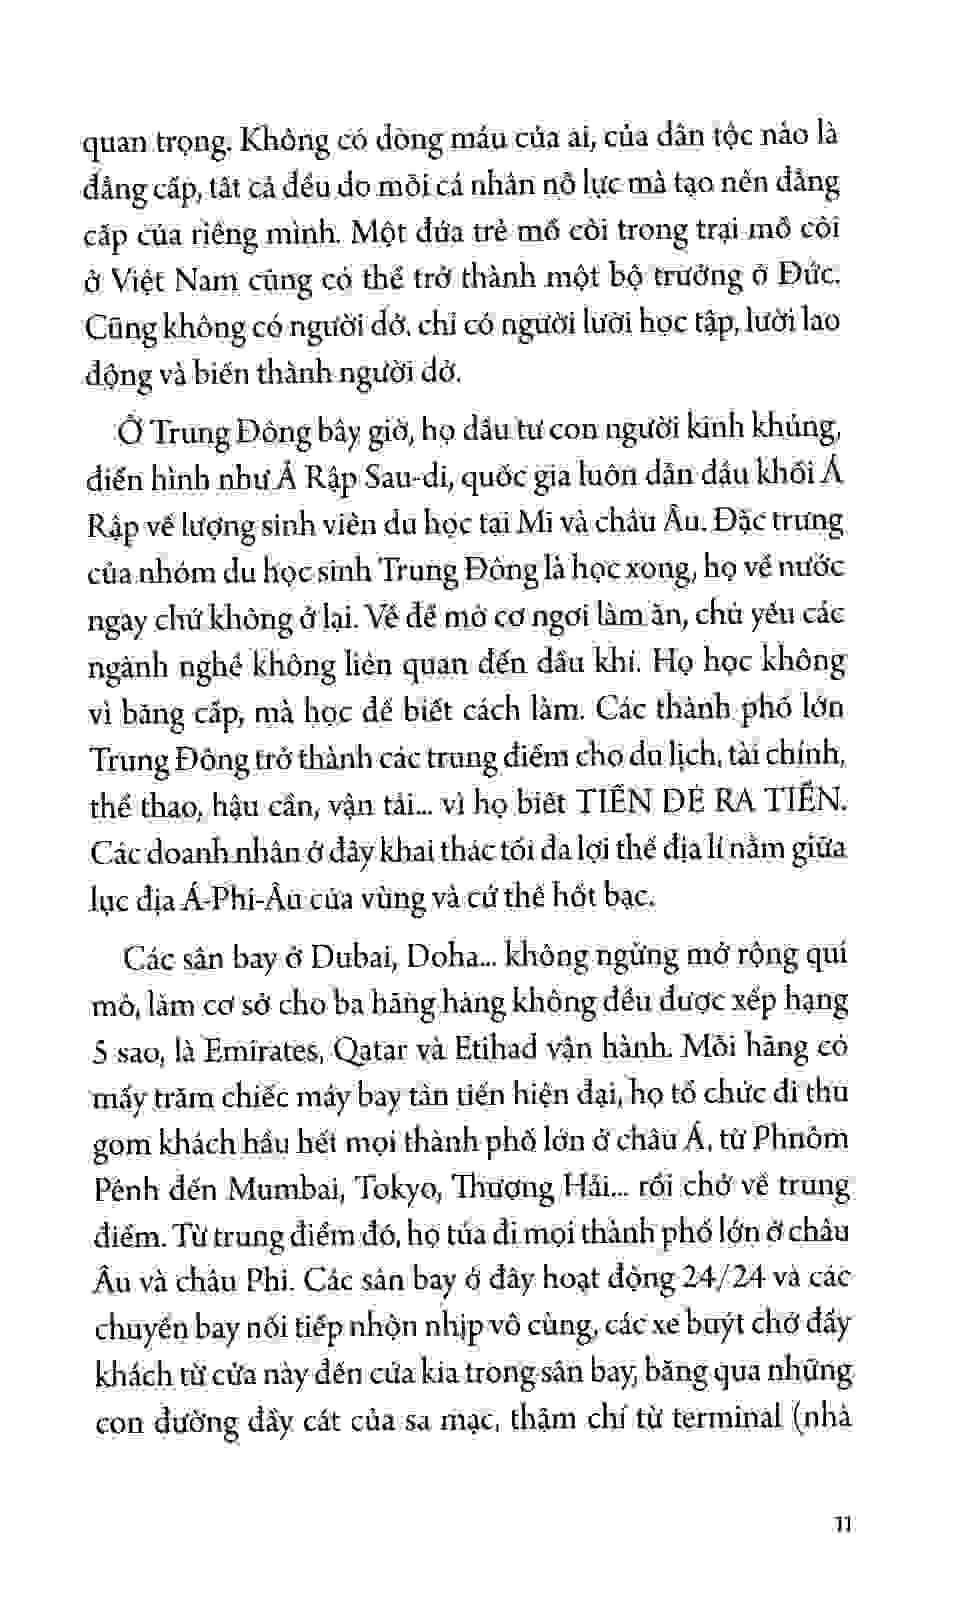 quan trọng. Không có dòng máu của ai, của dân tộc nào là
đẳng cấp, tất cả đều do mỗi cá nhân nỗ lực mà tạo nên đẳng
cấp của riêng mình. Một đứa trẻ mồ côi trong trại mồ côi
ở Việt Nam cũng có thể trở thành một bộ trưởng ở Đức.
Cũng không có người dở, chỉ có người lười học tập, lười lao
động và biến thành người dở.
Ở Trung Đông bây giờ, họ đầu tư con người kinh khủng,
điển hình như Ả Rập Sau-di, quốc gia luôn dẫn đầu khối Ả
Rập về lượng sinh viên du học tại Mĩ và châu Âu. Đặc trưng
của nhóm du học sinh Trung Đông là học xong, họ về nước
ngay chứ không ở lại. Về để mở cơ ngơi làm ăn, chủ yếu các
ngành nghề không liên quan đến dầu khí. Họ học không
vì bằng cấp, mà học để biết cách làm. Các thành phố lớn
Trung Đông trở thành các trung điểm cho du lịch, tài chính,
thể thao, hậu cần, vận tải... vì họ biết TIỀN ĐẺ RA TIỀN.
Các doanh nhân ở đây khai thác tối đa lợi thế địa lí nằm giữa
lục địa Á-Phi-Âu của vùng và cứ thế hốt bạc.
Các sân bay ở Dubai, Doha... không ngừng mở rộng quí
mô, làm cơ sở cho ba hãng hàng không đều được xếp hạng
5 sao, là Emirates, Qatar và Etihad vận hành. Mỗi hãng có
mấy trăm chiếc máy bay tân tiến hiện đại, họ tổ chức đi thu
gom khách hầu hết mọi thành phố lớn ở châu Á, từ Phnôm
Pênh đến Mumbai, Tokyo, Thượng Hải... rồi chở về trung
điểm. Từ trung điểm đó, họ túa đi mọi thành phố lớn ở châu
Âu và châu Phi. Các sân bay ở đây hoạt động 24/24 và các
chuyến bay nối tiếp nhộn nhịp vô cùng, các xe buýt chở đầy
khách từ cửa này đến cửa kia trong sân bay, băng qua những
con đường đầy cát của sa mạc, thậm chí từ terminal (nhà
11